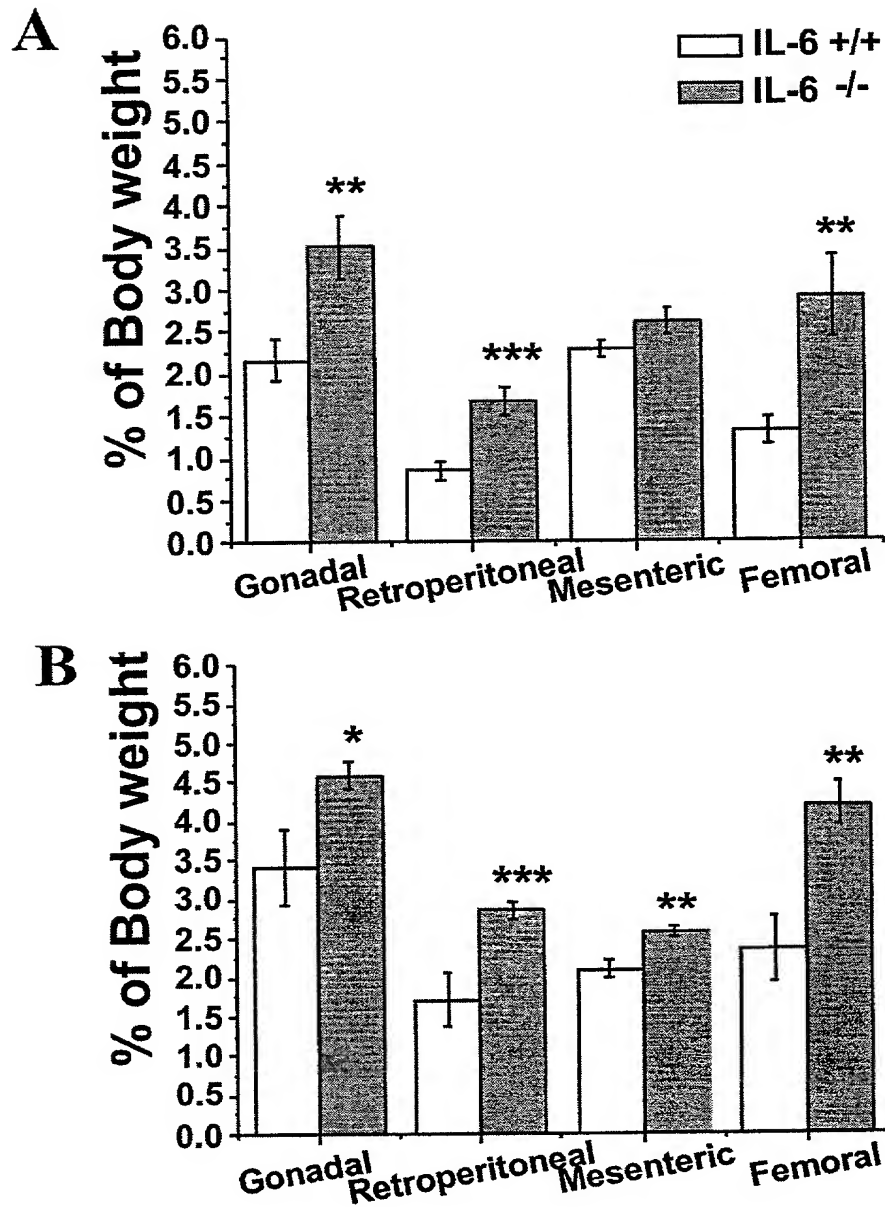 A
% of Body weight
6.0
5.5
5.0
4.5
4.0
3.5
3.0
2.5
2.0
1.5
1.0
0.5
0.0
IL-6 +/+
IL-6 -/-
**
***
**
Gonadal
Retroperitoneal
Mesenteric
Femoral
B
% of Body weight
6.0
5.5
5.0
4.5
4.0
3.5
3.0
2.5
2.0
1.5
1.0
0.5
0.0
*
***
**
**
Gonadal
Retroperitoneal
Mesenteric
Femoral